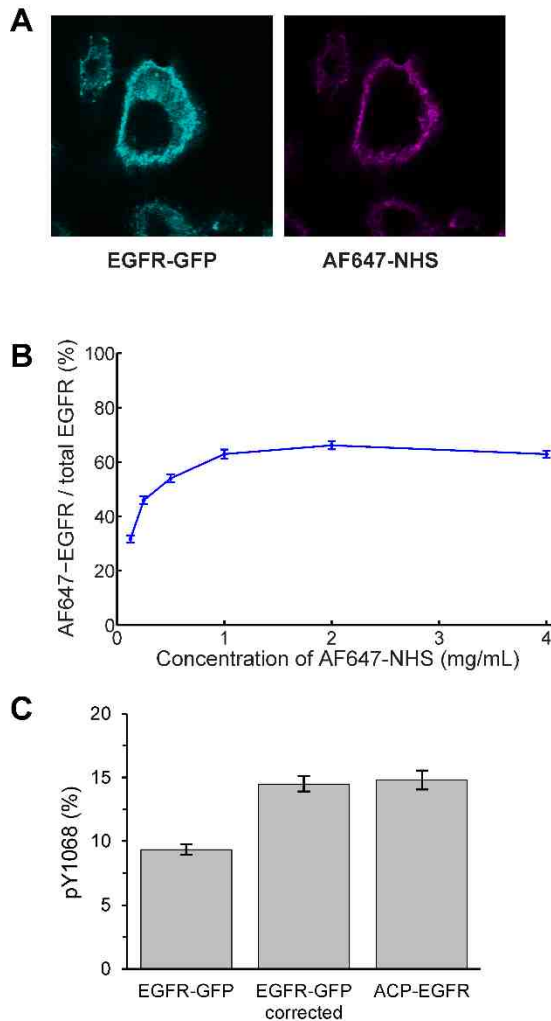 A
EGFR-GFP AF647-NHS
B
AF647−EGFR / total EGFR (%)
100
80
60
40
20
0
0 1 2 3 4
Concentration of AF647-NHS (mg/mL)
C
pY1068 (%)
20
15
10
5
0
EGFR-GFP EGFR-GFP ACP-EGFR
corrected